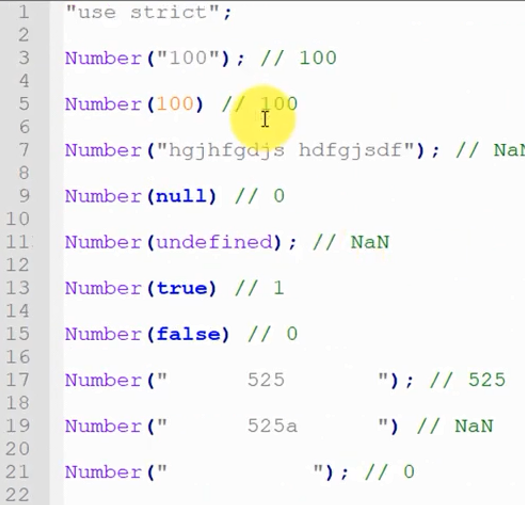 1 "use strict";
2
3 Number("100"); // 100
4
5 Number(100) // 100
6
7 Number("hgjhfgdjs hdfgjsdf"); // NaN
8
9 Number(null) // 0
10
11 Number(undefined); // NaN
12
13 Number(true) // 1
14
15 Number(false) // 0
16
17 Number("      525       "); // 525
18
19 Number("      525a      ") // NaN
20
21 Number("           "); // 0
22